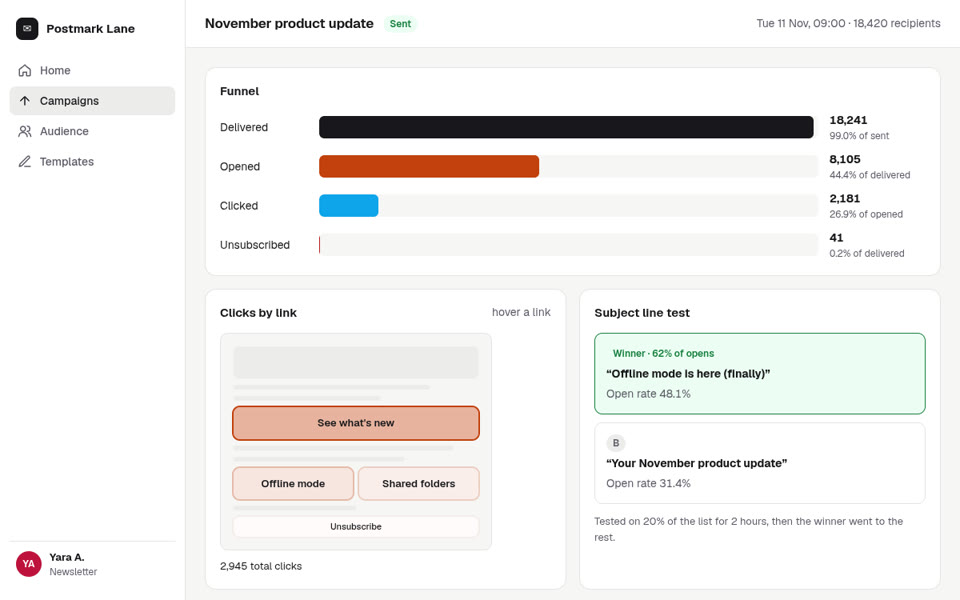 Postmark Lane
Home
Campaigns
Audience
Templates
YA
Yara A.
Newsletter
November product update
Sent
Tue 11 Nov, 09:00 · 18,420 recipients
Funnel
Delivered
18,241
99.0% of sent
Opened
8,105
44.4% of delivered
Clicked
2,181
26.9% of opened
Unsubscribed
41
0.2% of delivered
Clicks by link
hover a link
See what's new
Offline mode
Shared folders
Unsubscribe
2,945 total clicks
Subject line test
Winner · 62% of opens
“Offline mode is here (finally)”
Open rate 48.1%
B
“Your November product update”
Open rate 31.4%
Tested on 20% of the list for 2 hours, then the winner went to the
rest.